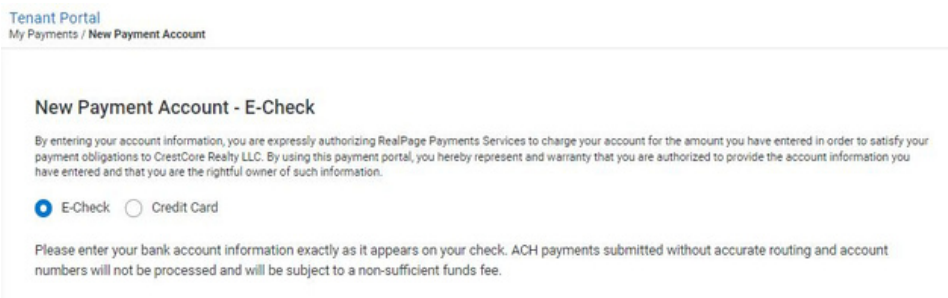 Tenant Portal
My Payments / New Payment Account
New Payment Account - E-Check
By entering your account information, you are expressly authorizing RealPage Payments Services to charge your account for the amount you have entered in order to satisfy your
payment obligations to CrestCore Realty LLC. By using this payment portal, you hereby represent and warranty that you are authorized to provide the account information you
have entered and that you are the rightful owner of such information.
E-Check Credit Card
Please enter your bank account information exactly as it appears on your check. ACH payments submitted without accurate routing and account
numbers will not be processed and will be subject to a non-sufficient funds fee.